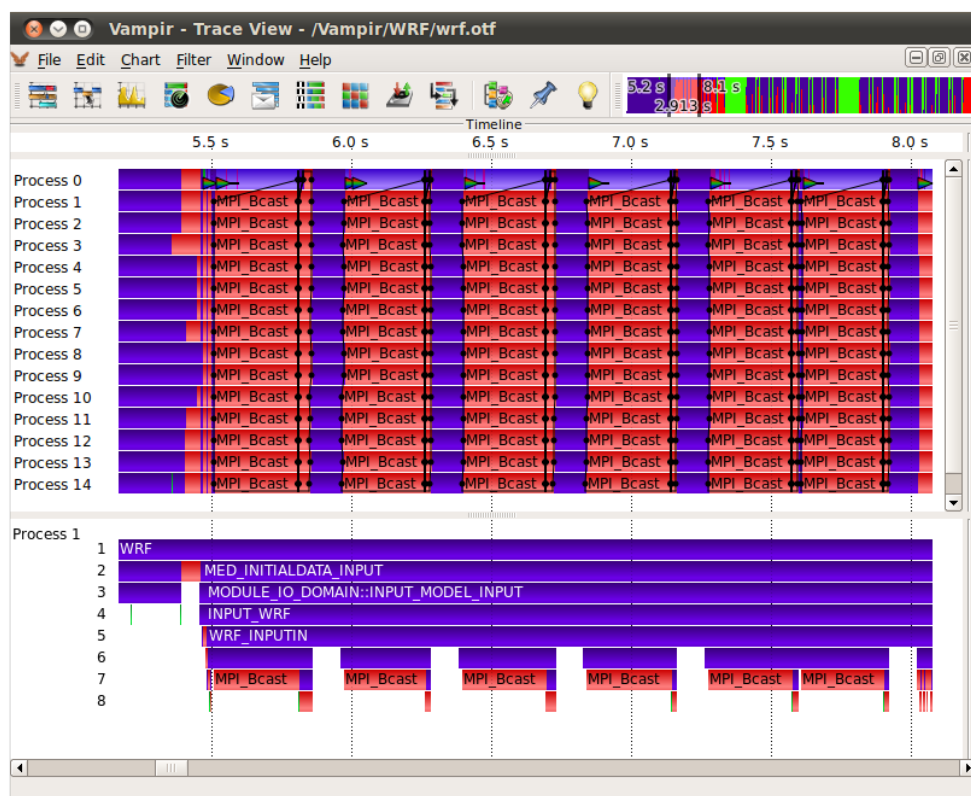 Vampir - Trace View - /Vampir/WRF/wrf.otf
File Edit Chart Filter Window Help
5.2 s 8.1 s
2.913 s
Timeline
5.5 s 6.0 s 6.5 s 7.0 s 7.5 s 8.0 s
Process 0
Process 1 MPI_Bcast MPI_Bcast MPI_Bcast MPI_Bcast MPI_Bcast MPI_Bcast
Process 2 MPI_Bcast MPI_Bcast MPI_Bcast MPI_Bcast MPI_Bcast MPI_Bcast
Process 3 MPI_Bcast MPI_Bcast MPI_Bcast MPI_Bcast MPI_Bcast MPI_Bcast
Process 4 MPI_Bcast MPI_Bcast MPI_Bcast MPI_Bcast MPI_Bcast MPI_Bcast
Process 5 MPI_Bcast MPI_Bcast MPI_Bcast MPI_Bcast MPI_Bcast MPI_Bcast
Process 6 MPI_Bcast MPI_Bcast MPI_Bcast MPI_Bcast MPI_Bcast MPI_Bcast
Process 7 MPI_Bcast MPI_Bcast MPI_Bcast MPI_Bcast MPI_Bcast MPI_Bcast
Process 8 MPI_Bcast MPI_Bcast MPI_Bcast MPI_Bcast MPI_Bcast MPI_Bcast
Process 9 MPI_Bcast MPI_Bcast MPI_Bcast MPI_Bcast MPI_Bcast MPI_Bcast
Process 10 MPI_Bcast MPI_Bcast MPI_Bcast MPI_Bcast MPI_Bcast MPI_Bcast
Process 11 MPI_Bcast MPI_Bcast MPI_Bcast MPI_Bcast MPI_Bcast MPI_Bcast
Process 12 MPI_Bcast MPI_Bcast MPI_Bcast MPI_Bcast MPI_Bcast MPI_Bcast
Process 13 MPI_Bcast MPI_Bcast MPI_Bcast MPI_Bcast MPI_Bcast MPI_Bcast
Process 14 MPI_Bcast MPI_Bcast MPI_Bcast MPI_Bcast MPI_Bcast MPI_Bcast
Process 1
1 WRF
2 MED_INITIALDATA_INPUT
3 MODULE_IO_DOMAIN::INPUT_MODEL_INPUT
4 INPUT_WRF
5 WRF_INPUTIN
6
7 MPI_Bcast MPI_Bcast MPI_Bcast MPI_Bcast MPI_Bcast MPI_Bcast
8